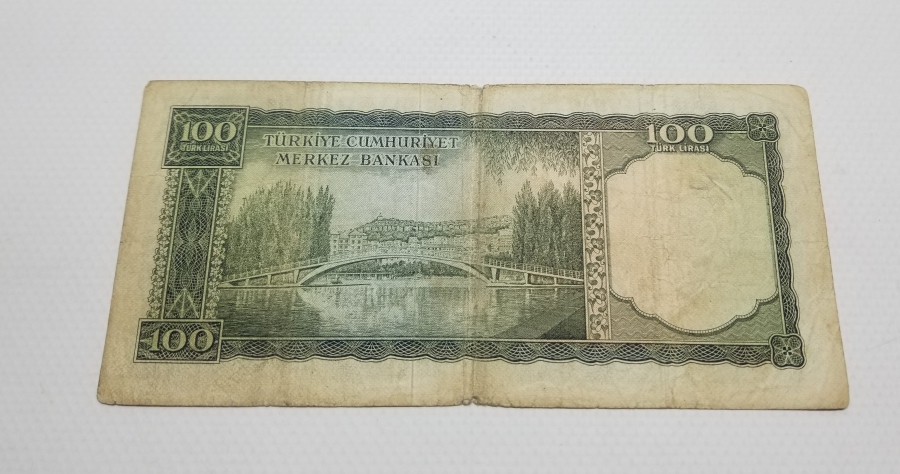 100
TÜRK LİRASI
TÜRKİYE CUMHURİYET
MERKEZ BANKASI
100
TÜRK LİRASI
100